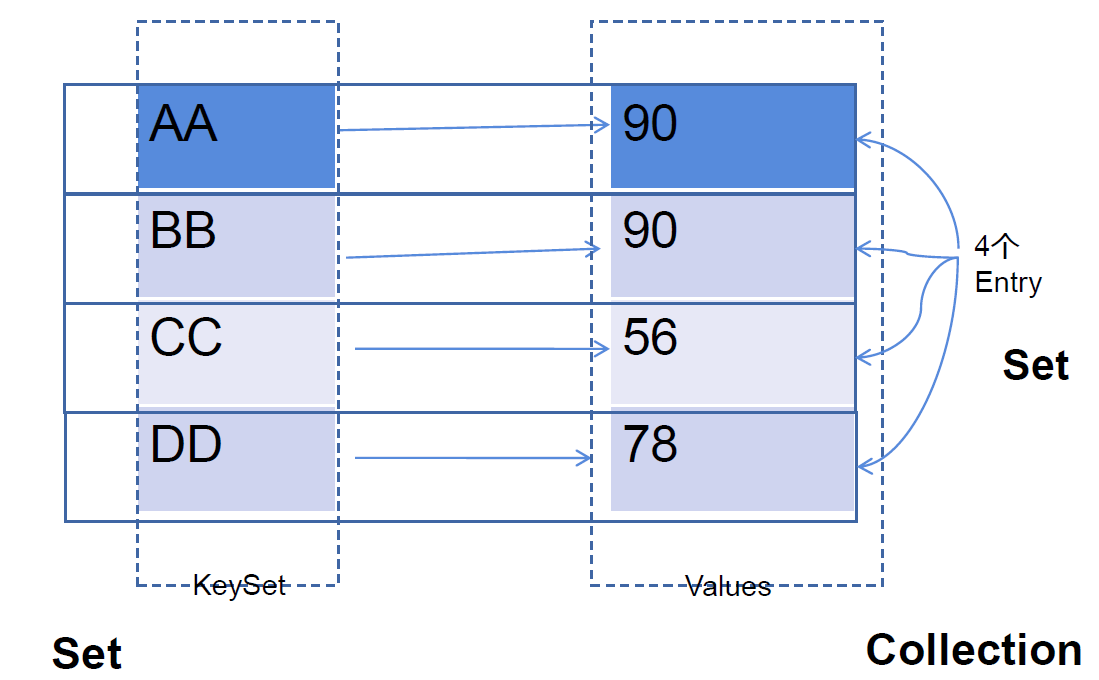 AA
90
BB
90
4个
Entry
CC
56
Set
DD
78
KeySet
Values
Set
Collection